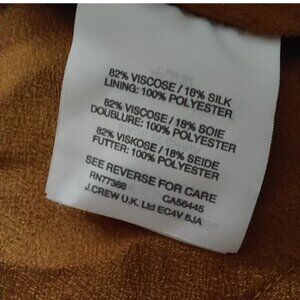 82% VISCOSE / 18% SILK
LINING: 100% POLYESTER
82% VISCOSE / 18% SOIE
DOUBLURE: 100% POLYESTER
82% VISKOSE / 18% SEIDE
FUTTER: 100% POLYESTER
SEE REVERSE FOR CARE
RN77388 CA56445
J.CREW U.K. Ltd EC4V 6JA